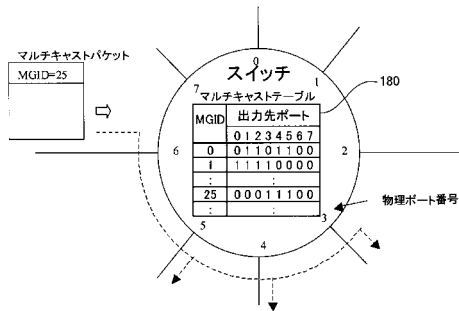 マルチキャストパケット
MGID=25
スイッチ
マルチキャストテーブル
180
MGID 出力先ポート
0 1 2 3 4 5 6 7
0 0 1 1 0 1 1 0 0
1 1 1 1 1 0 0 0 0
: :
25 0 0 0 1 1 1 0 0
: :
物理ポート番号
0
1
2
3
4
5
6
7